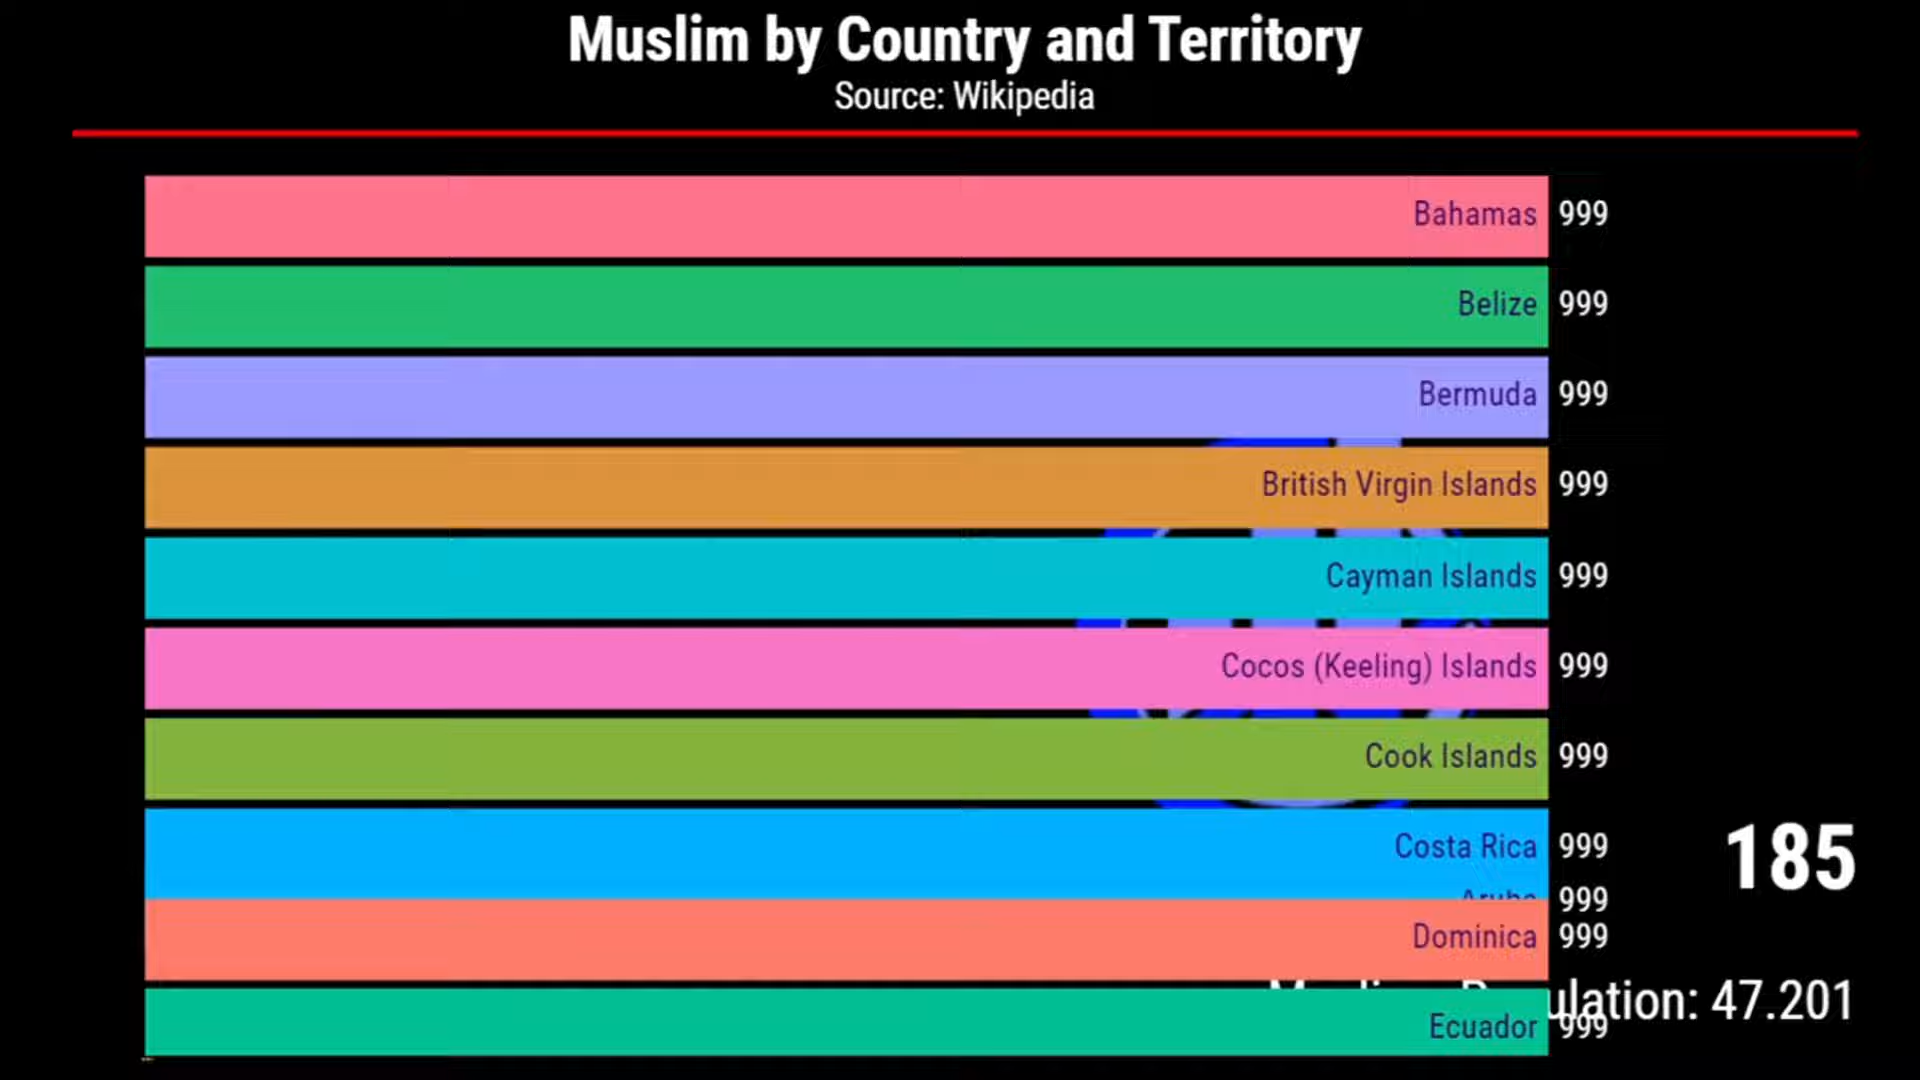 Muslim by Country and Territory
Source: Wikipedia
Bahamas 999
Belize 999
Bermuda 999
British Virgin Islands 999
Cayman Islands 999
Cocos (Keeling) Islands 999
Cook Islands 999
Costa Rica 999
185
999
Dominica 999
ulation: 47.201
Ecuador 999